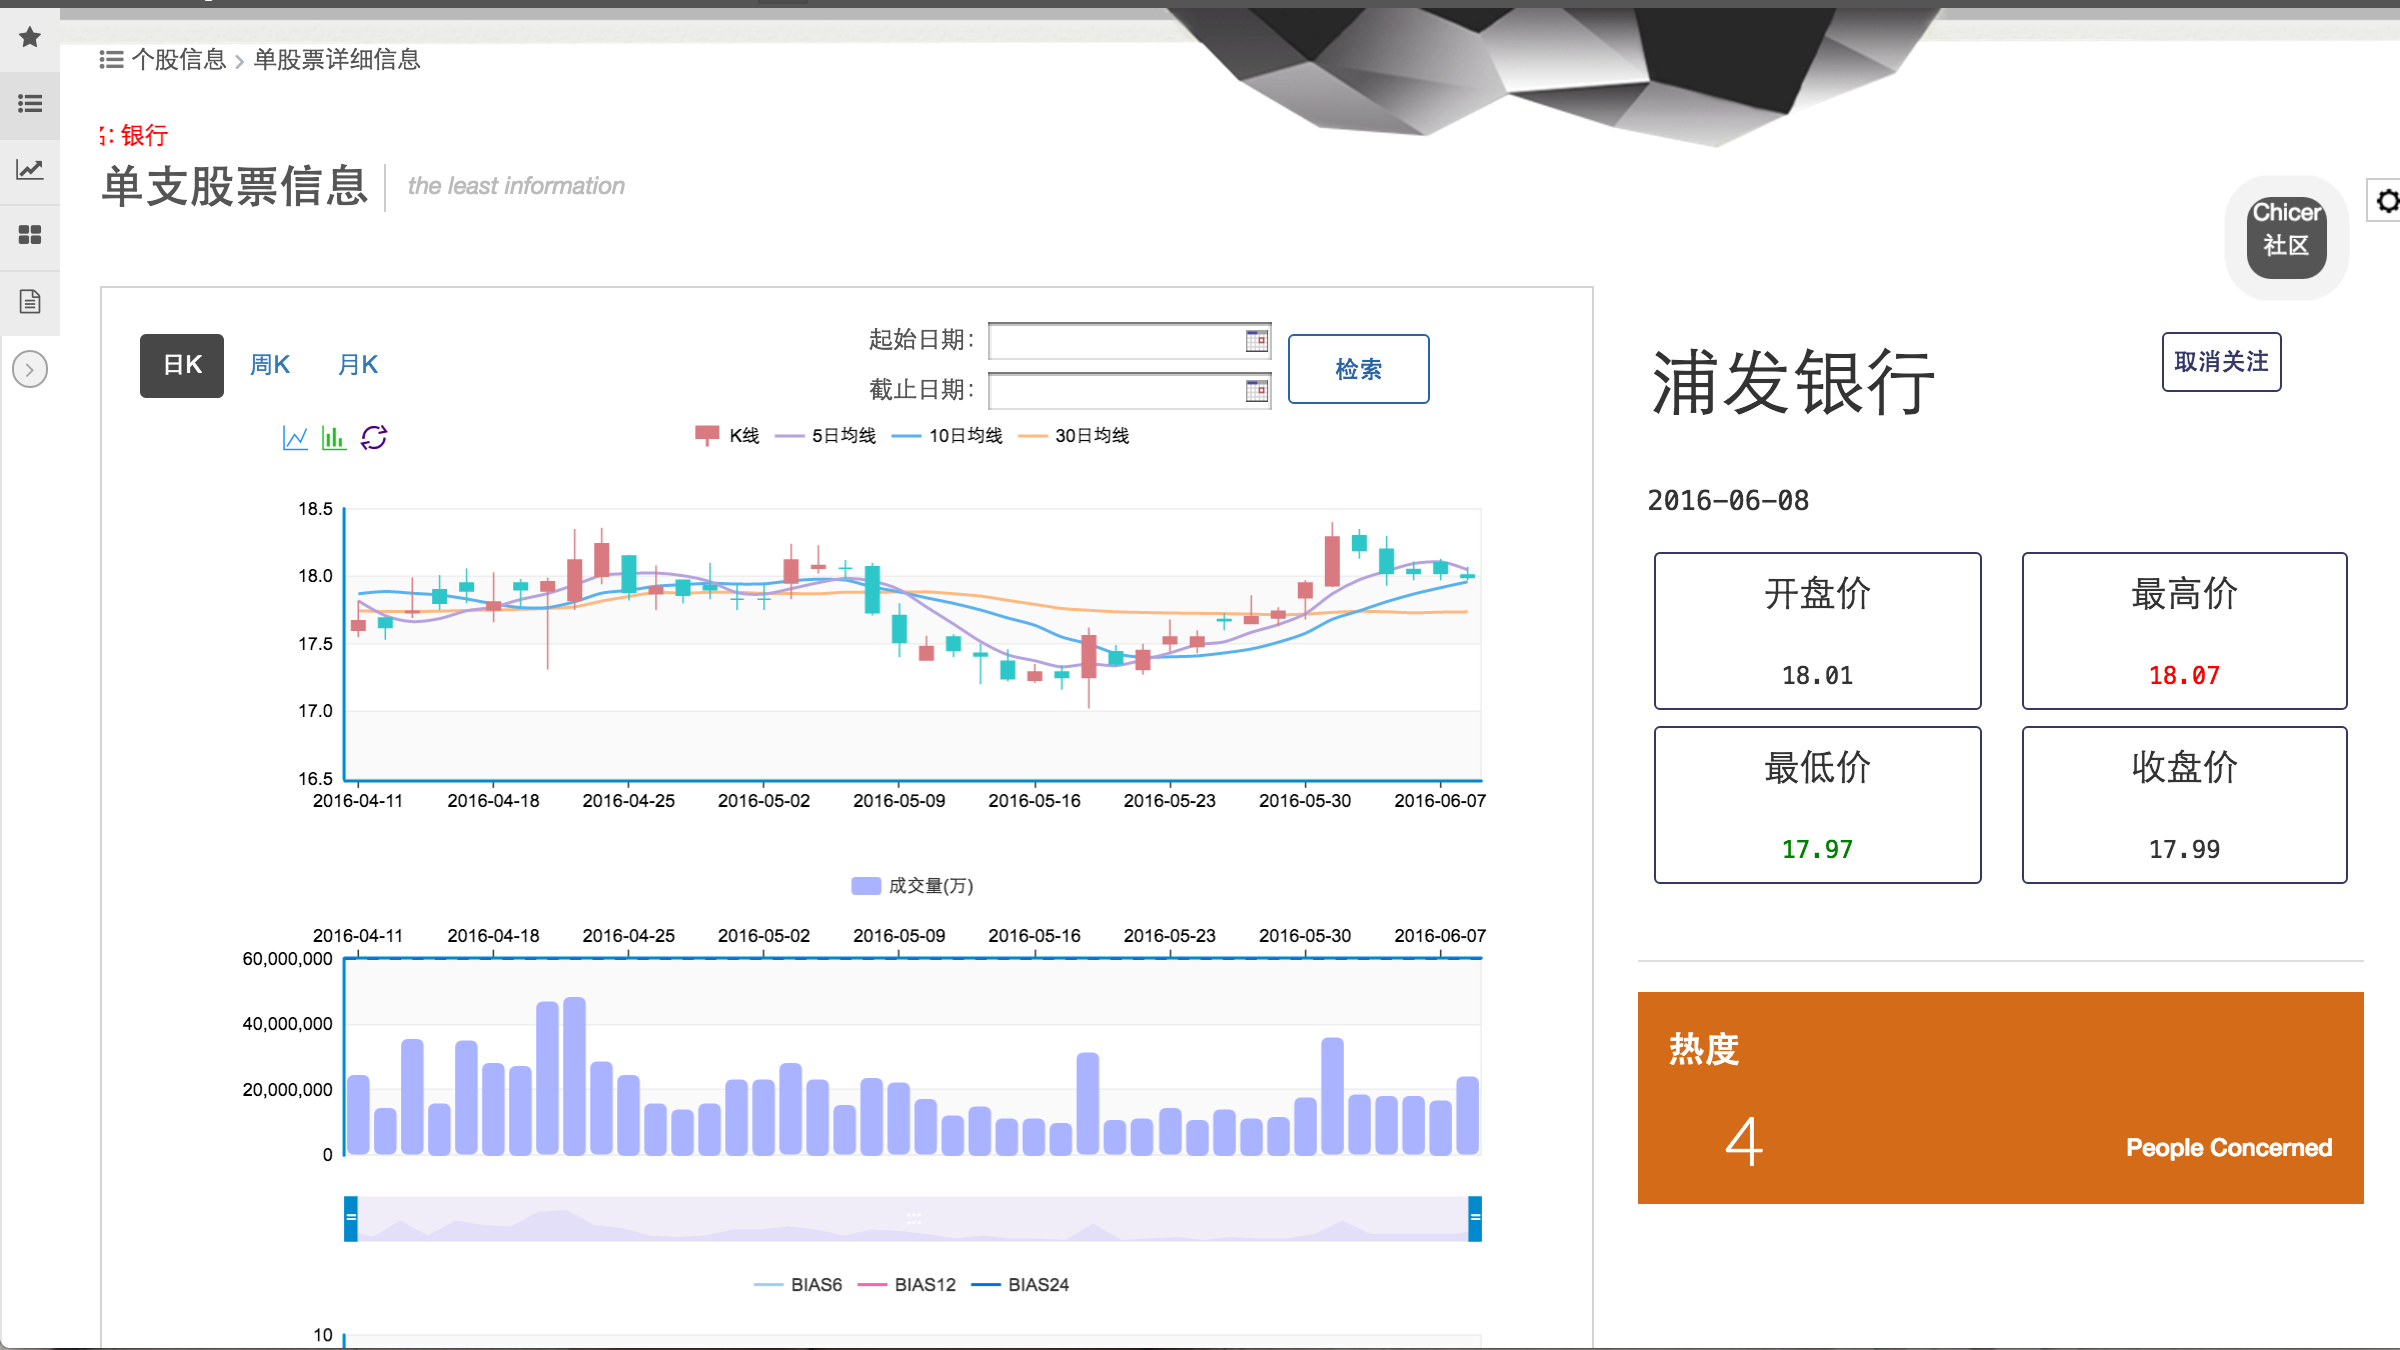 个股信息 > 单股票详细信息
: 银行
单支股票信息 the least information
Chicer
社区
日K 周K 月K
起始日期:
截止日期:
检索
K线 5日均线 10日均线 30日均线
18.5
18.0
17.5
17.0
16.5
2016-04-11 2016-04-18 2016-04-25 2016-05-02 2016-05-09 2016-05-16 2016-05-23 2016-05-30 2016-06-07
成交量(万)
2016-04-11 2016-04-18 2016-04-25 2016-05-02 2016-05-09 2016-05-16 2016-05-23 2016-05-30 2016-06-07
60,000,000
40,000,000
20,000,000
0
BIAS6 BIAS12 BIAS24
10
浦发银行
取消关注
2016-06-08
开盘价
18.01
最高价
18.07
最低价
17.97
收盘价
17.99
热度
4
People Concerned